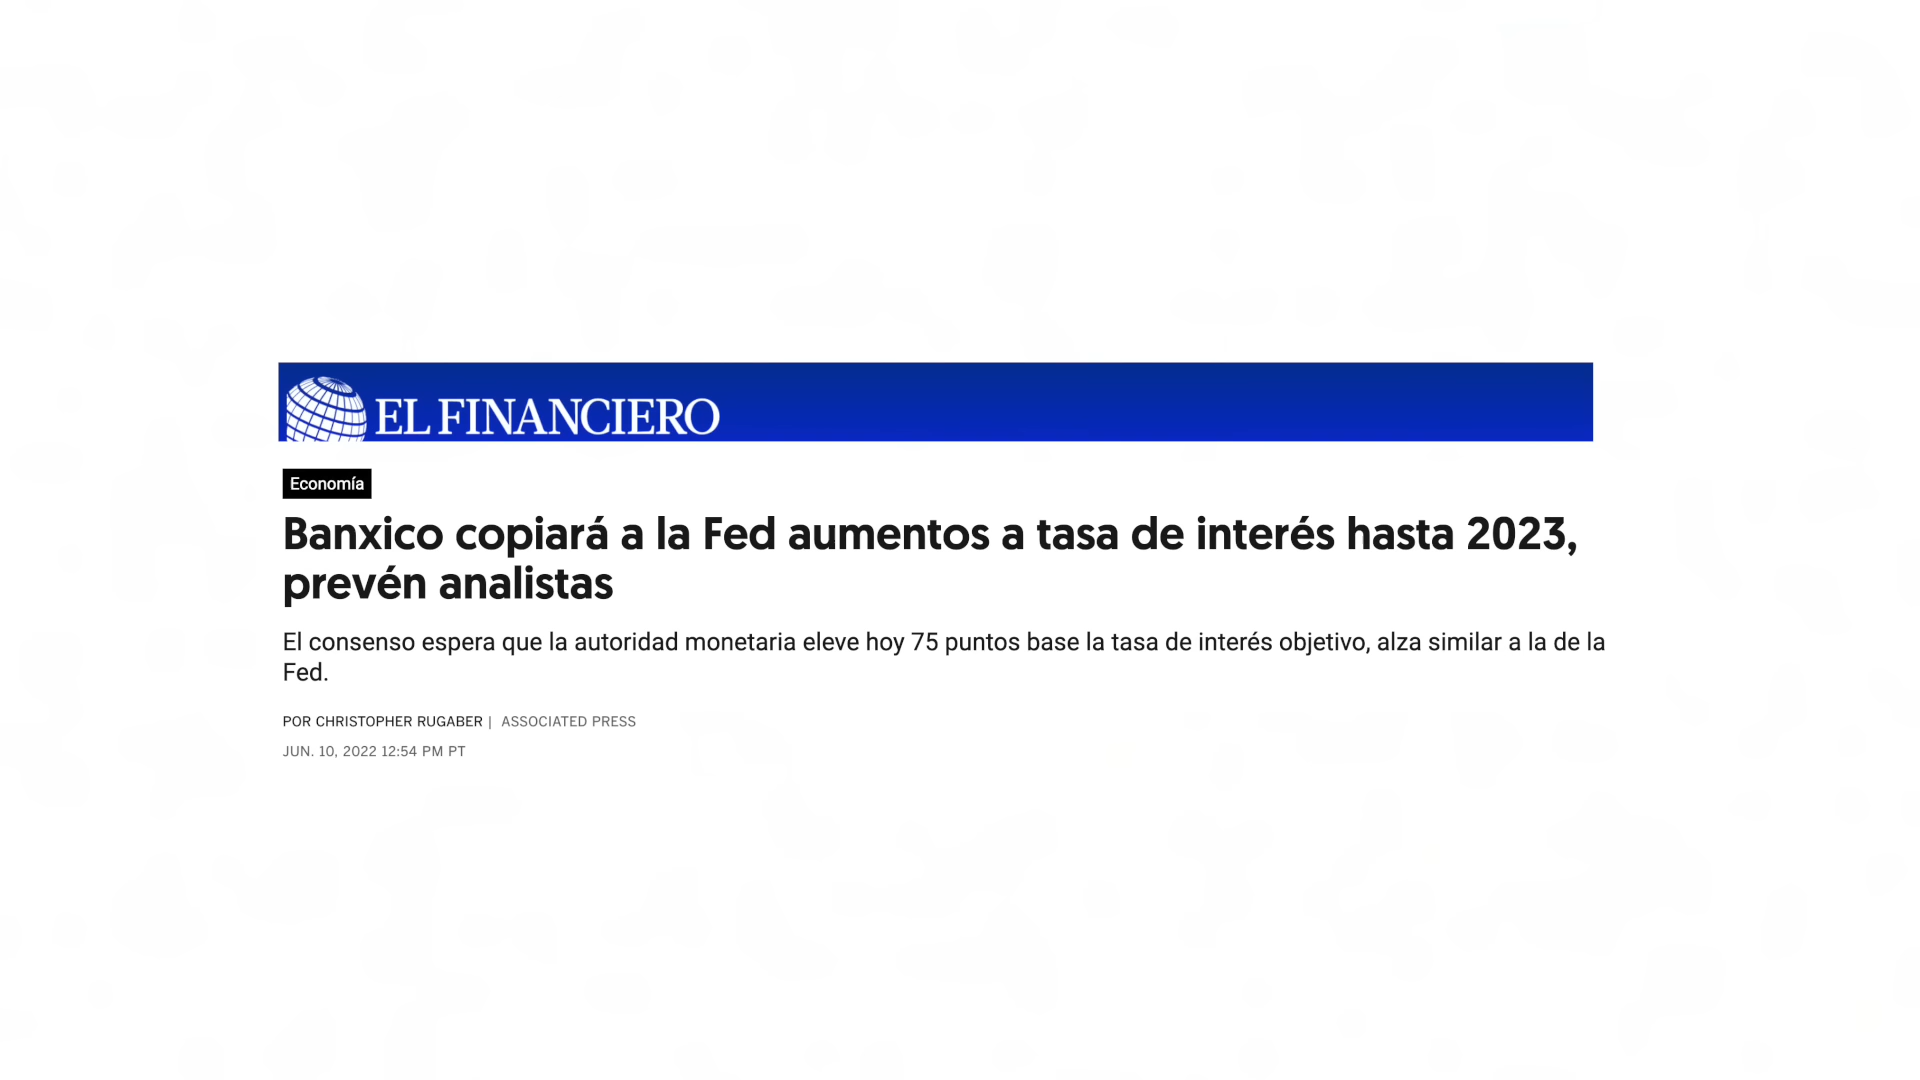 EL FINANCIERO
Economía
Banxico copiará a la Fed aumentos a tasa de interés hasta 2023,
prevén analistas
El consenso espera que la autoridad monetaria eleve hoy 75 puntos base la tasa de interés objetivo, alza similar a la de la
Fed.
POR CHRISTOPHER RUGABER | ASSOCIATED PRESS
JUN. 10, 2022 12:54 PM PT